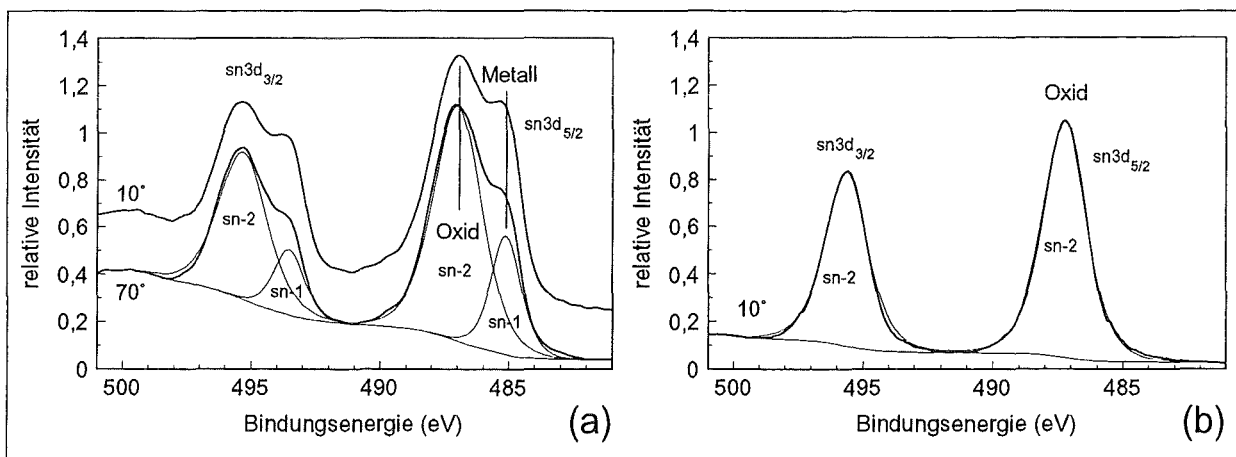 1,4
1,2
1
0,8
0,6
0,4
0,2
0
relative Intensität
sn3d3/2
Metall
sn3d5/2
10°
sn-2
Oxid
sn-2
70°
sn-1
sn-1
500
495
490
485
Bindungsenergie (eV)
(a)
1,4
1,2
1
0,8
0,6
0,4
0,2
0
relative Intensität
Oxid
sn3d3/2
sn3d5/2
sn-2
sn-2
10°
500
495
490
485
Bindungsenergie (eV)
(b)